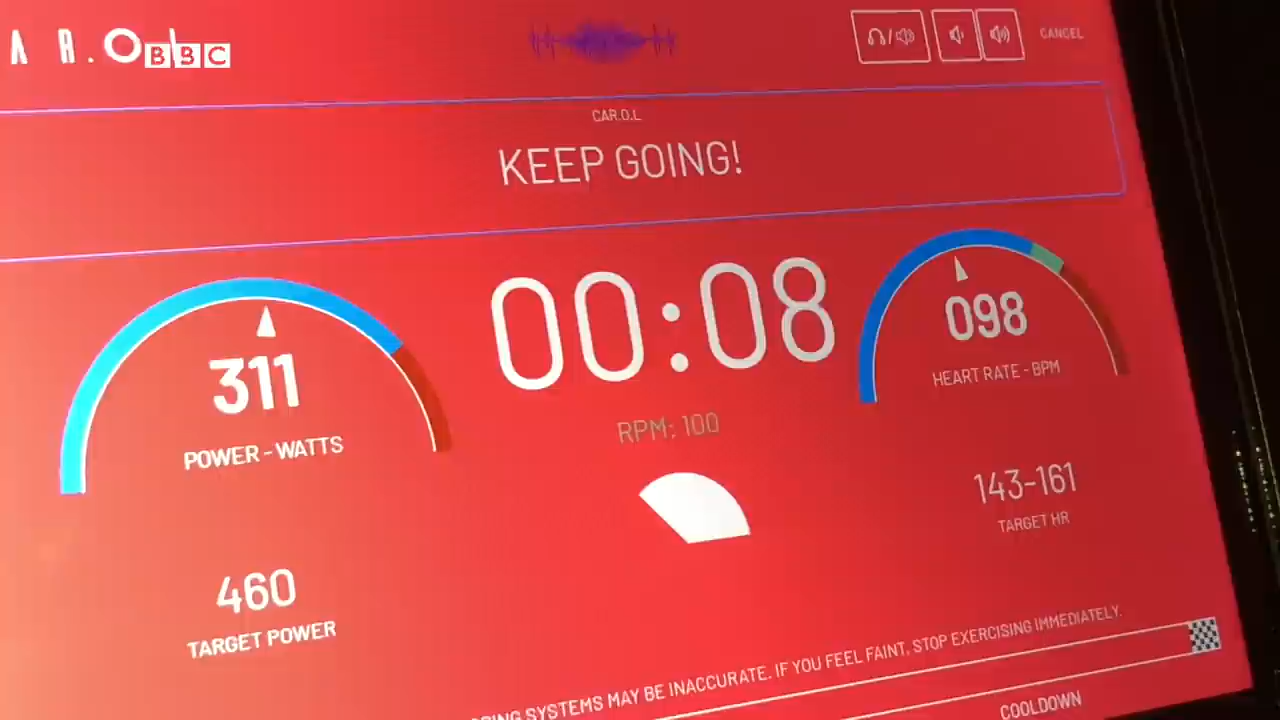 AR.O L
BBC
CANCEL
CAR.O.L
KEEP GOING!
311
POWER - WATTS
460
TARGET POWER
00:08
RPM: 100
098
HEART RATE - BPM
143-161
TARGET HR
SYSTEMS MAY BE INACCURATE. IF YOU FEEL FAINT, STOP EXERCISING IMMEDIATELY.
COOLDOWN